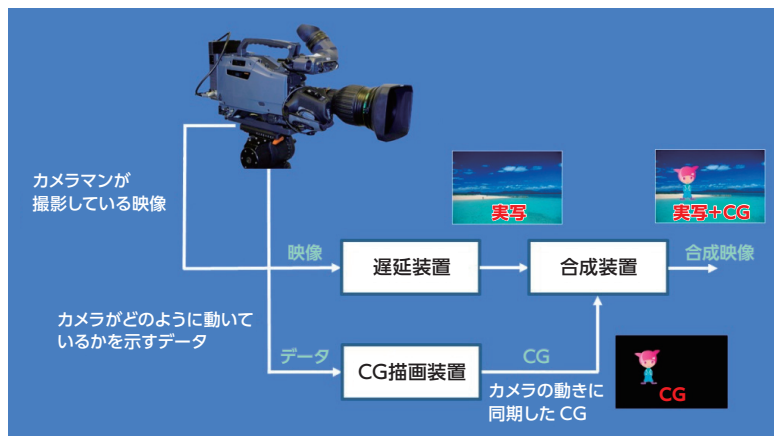 カメラマンが
撮影している映像
実写
実写+CG
映像
遅延装置
合成装置
合成映像
カメラがどのように動いて
いるかを示すデータ
データ
CG描画装置
CG
カメラの動きに
同期した CG
CG